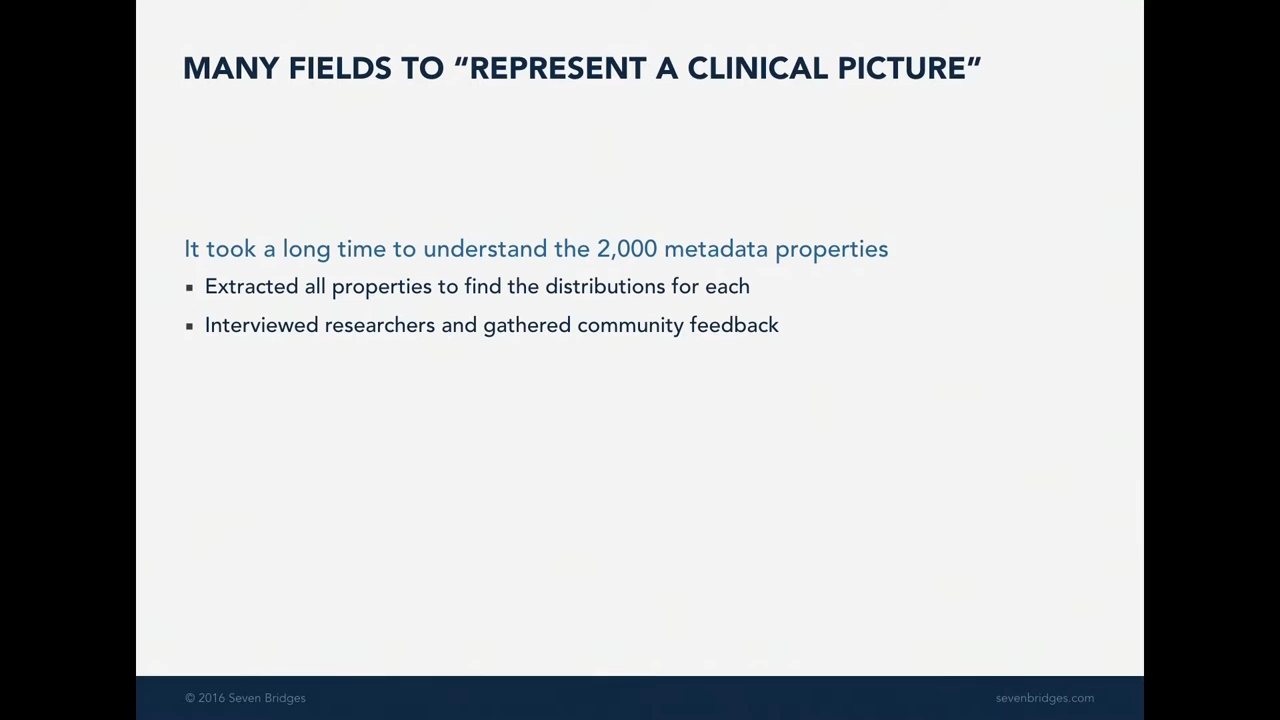 MANY FIELDS TO “REPRESENT A CLINICAL PICTURE”
It took a long time to understand the 2,000 metadata properties
▪ Extracted all properties to find the distributions for each
▪ Interviewed researchers and gathered community feedback
© 2016 Seven Bridges
sevenbridges.com